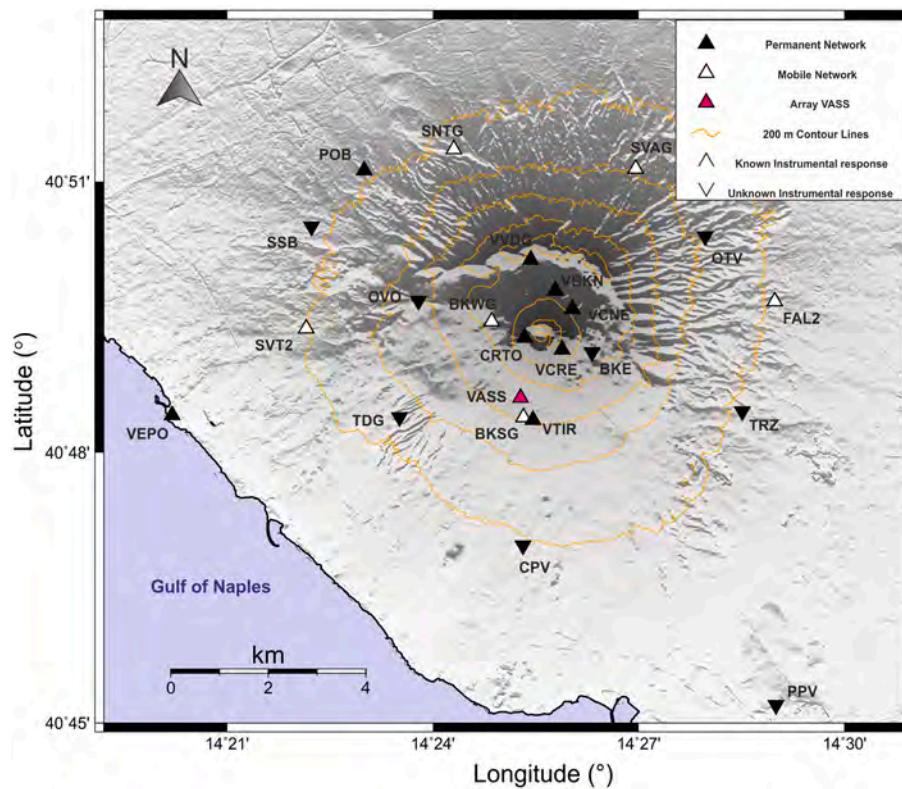 N
Permanent Network
Mobile Network
Array VASS
200 m Contour Lines
Known Instrumental response
Unknown Instrumental response
SNTG
SVAG
POB
40°51'
SSB
OTV
VVDG
VBKN
OVO
BKWG
VCNE
FAL2
SVT2
CRTO
VCRE
BKE
VASS
TDG
TRZ
VEPO
BKSG
VTIR
40°48'
CPV
Gulf of Naples
km
0 2 4
PPV
40°45'
14°21' 14°24' 14°27' 14°30'
Latitude (°)
Longitude (°)